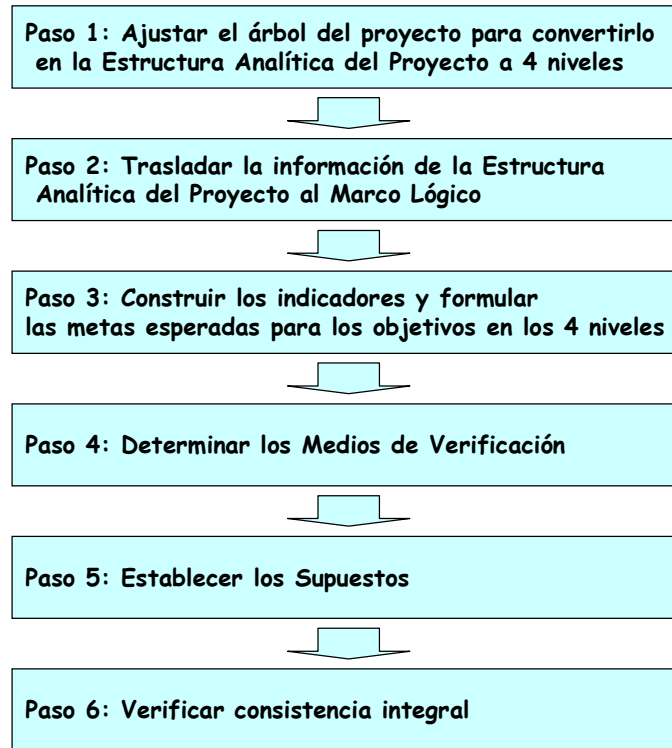 Paso 1: Ajustar el árbol del proyecto para convertirlo
en la Estructura Analítica del Proyecto a 4 niveles
Paso 2: Trasladar la información de la Estructura
Analítica del Proyecto al Marco Lógico
Paso 3: Construir los indicadores y formular
las metas esperadas para los objetivos en los 4 niveles
Paso 4: Determinar los Medios de Verificación
Paso 5: Establecer los Supuestos
Paso 6: Verificar consistencia integral